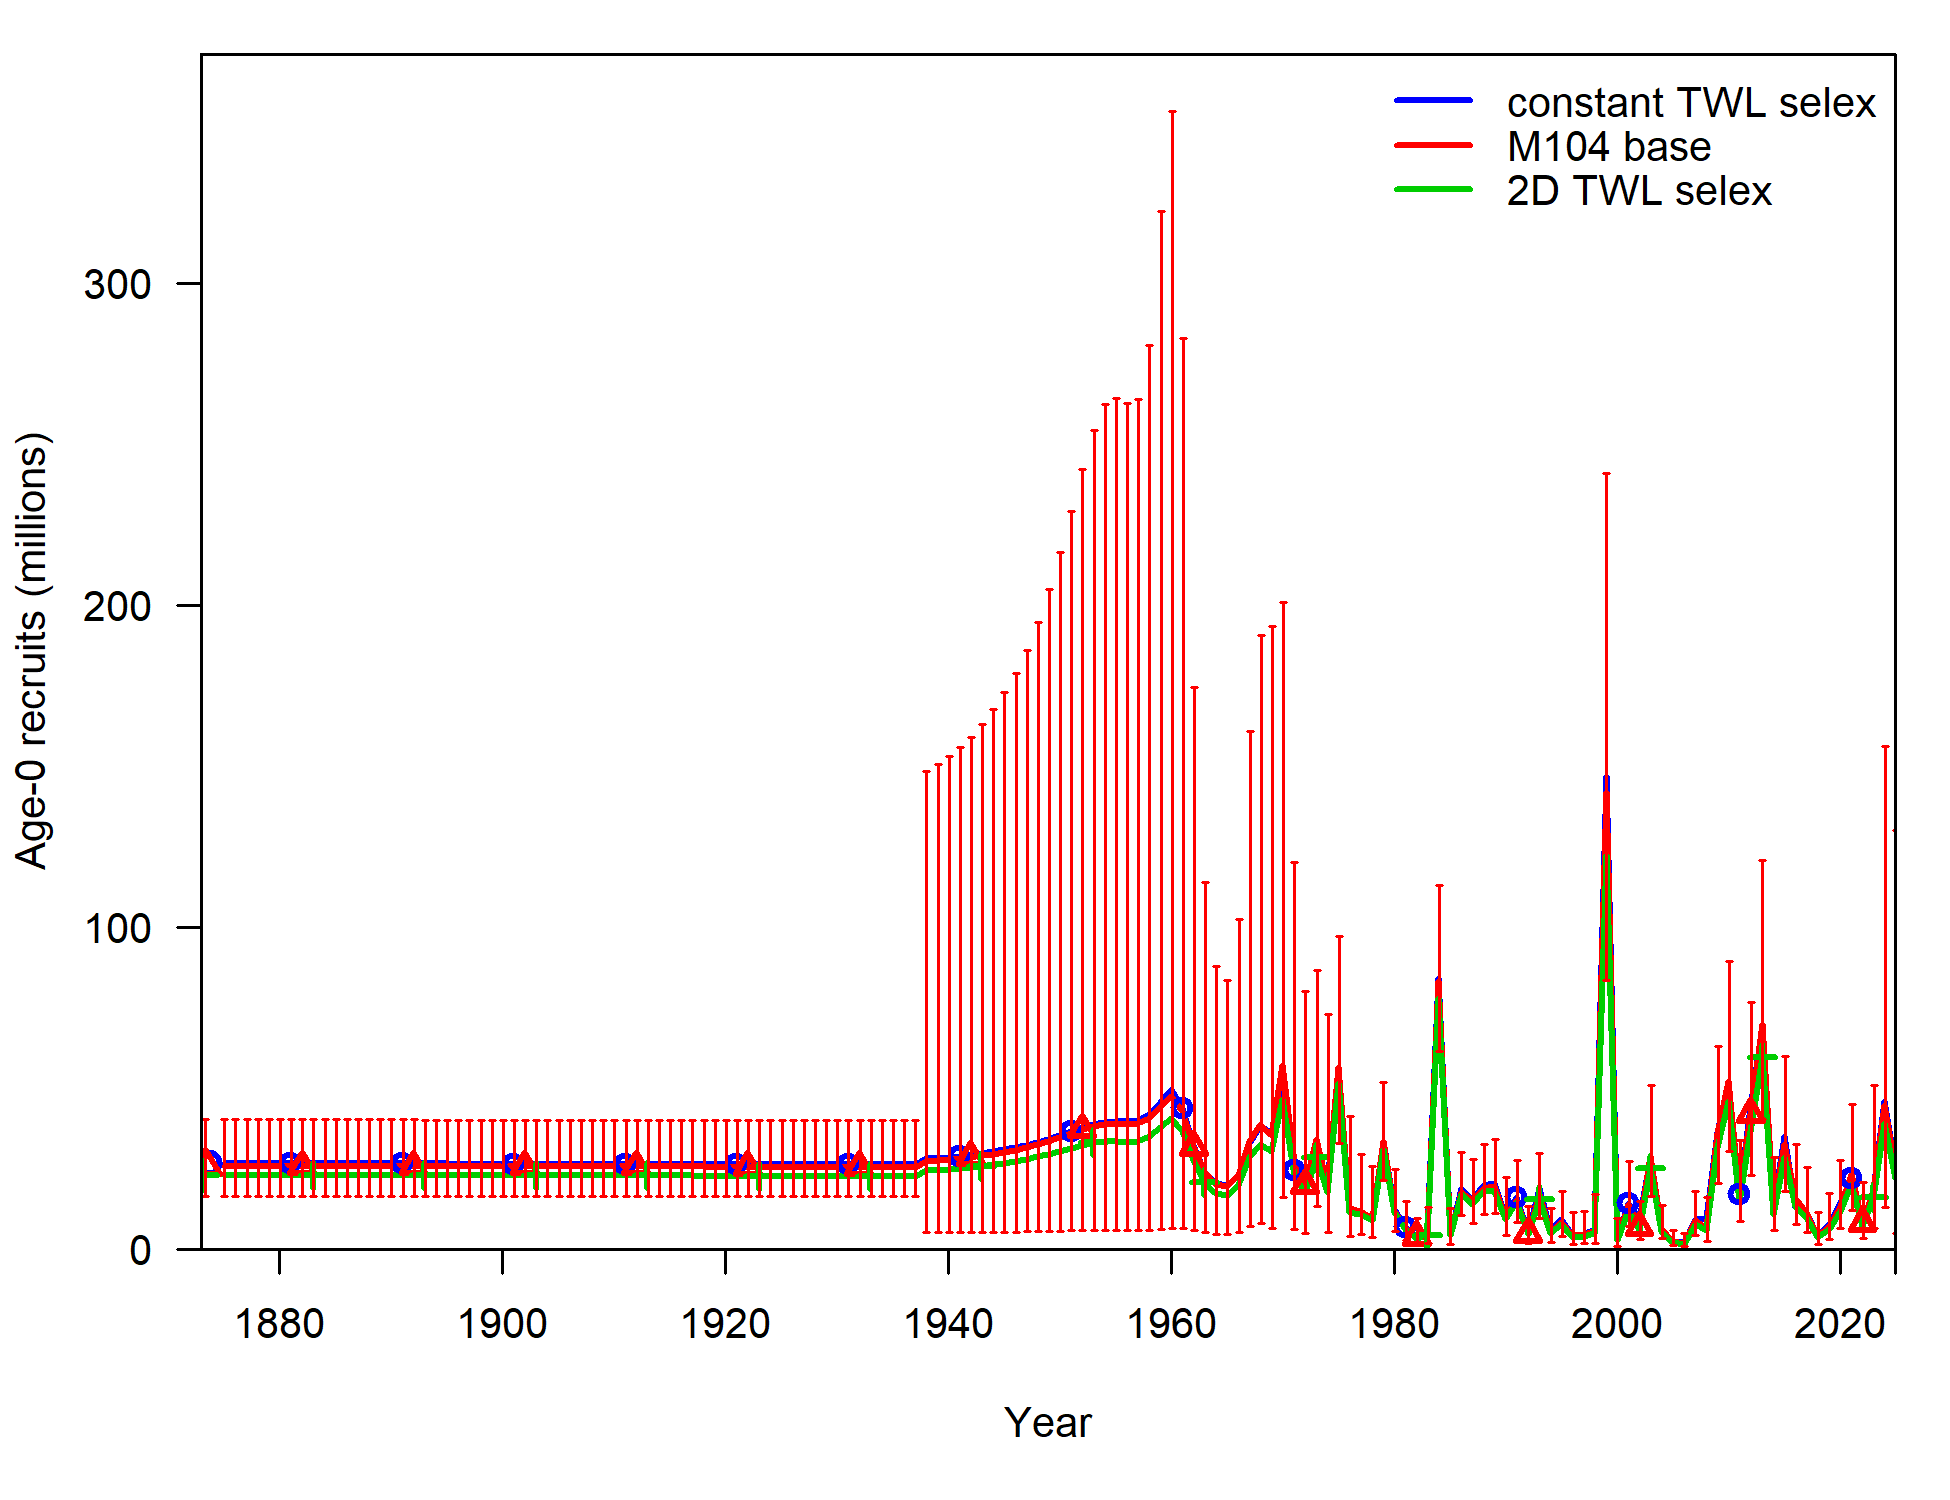 constant TWL selex
M104 base
2D TWL selex
Age-0 recruits (millions)
300
200
100
0
1880 1900 1920 1940 1960 1980 2000 2020
Year